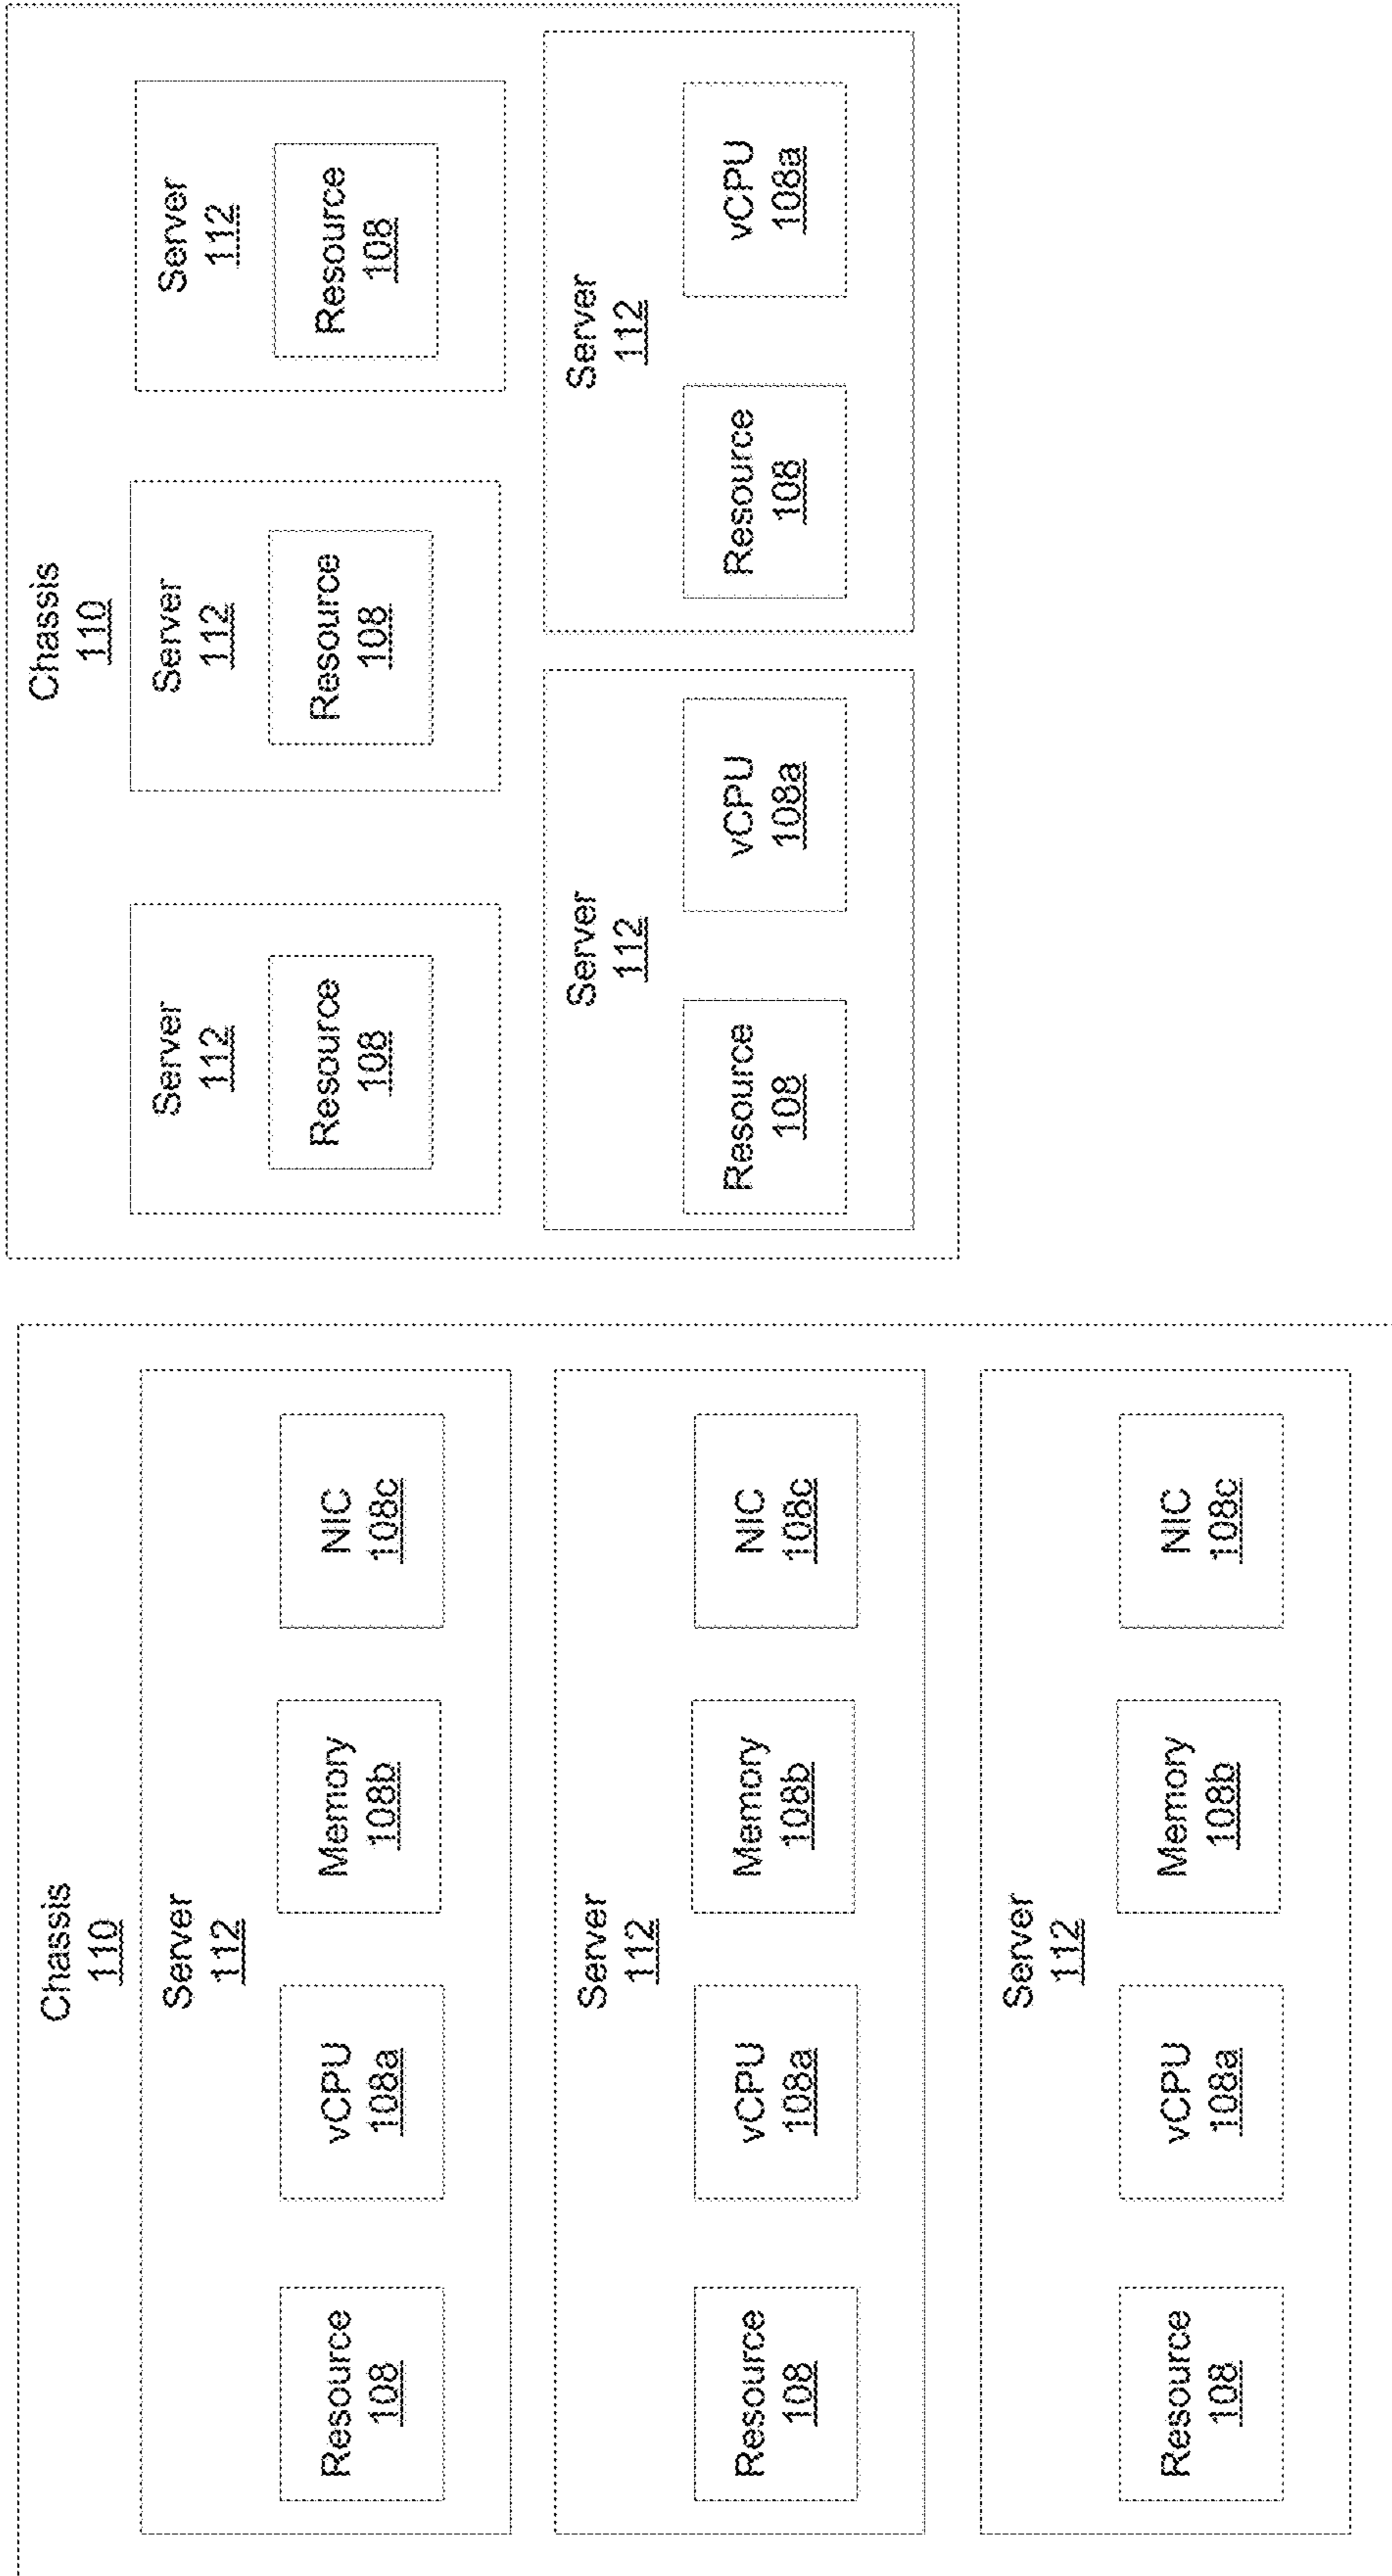 Chassis
110
Server
112
Resource
108
vCPU
108a
Memory
108b
NIC
108c
Server
112
Resource
108
vCPU
108a
Memory
108b
NIC
108c
Server
112
Resource
108
vCPU
108a
Memory
108b
NIC
108c
Chassis
110
Server
112
Resource
108
Server
112
Resource
108
Server
112
Resource
108
Server
112
Resource
108
vCPU
108a
Server
112
Resource
108
vCPU
108a